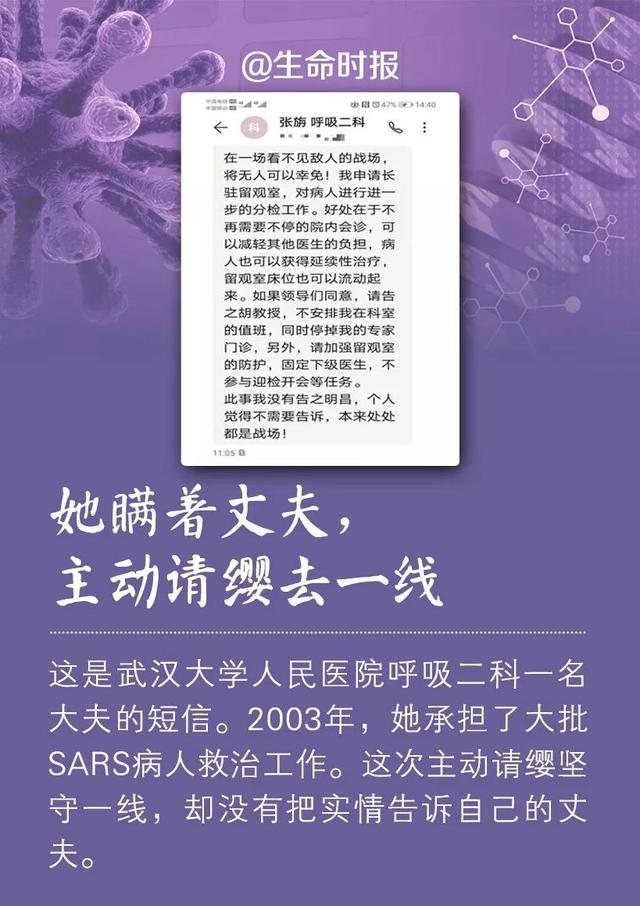 @生命时报
中国电信
中国移动
47% 14:40
科
张旃 呼吸二科
在一场看不见敌人的战场，
将无人可以幸免！我申请长
驻留观室，对病人进行进一
步的分检工作。好处在于不
再需要不停的院内会诊，可
以减轻其他医生的负担，病
人也可以获得延续性治疗，
留观室床位也可以流动起
来。如果领导们同意，请告
之胡教授，不安排我在科室
的值班，同时停掉我的专家
门诊，另外，请加强留观室
的防护，固定下级医生，不
参与迎检开会等任务。
此事我没有告之明昌，个人
觉得不需要告诉，本来处处
都是战场！
11:05
她瞒着丈夫，
主动请缨去一线
这是武汉大学人民医院呼吸二科一名
大夫的短信。2003年，她承担了大批
SARS病人救治工作。这次主动请缨坚
守一线，却没有把实情告诉自己的丈
夫。